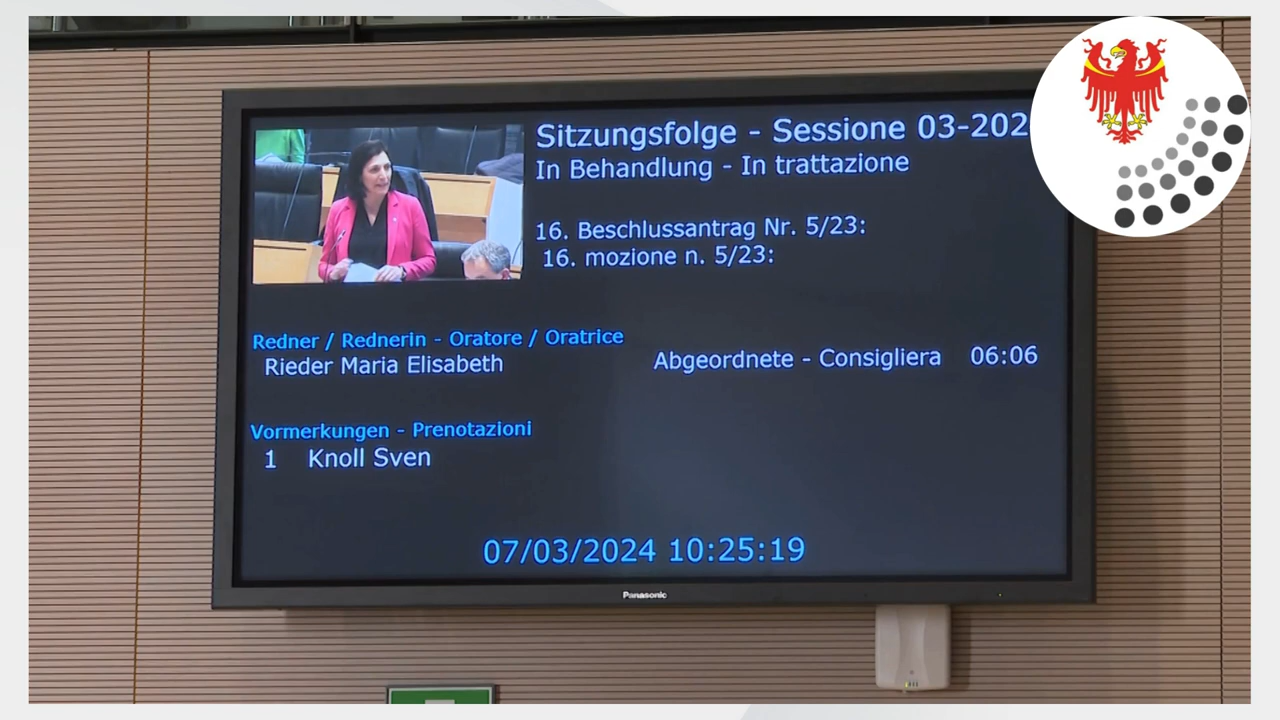 Sitzungsfolge - Sessione 03-202
In Behandlung - In trattazione
16. Beschlussantrag Nr. 5/23:
16. mozione n. 5/23:
Redner / Rednerin - Oratore / Oratrice
Rieder Maria Elisabeth Abgeordnete - Consigliera 06:06
Vormerkungen - Prenotazioni
1 Knoll Sven
07/03/2024 10:25:19
Panasonic